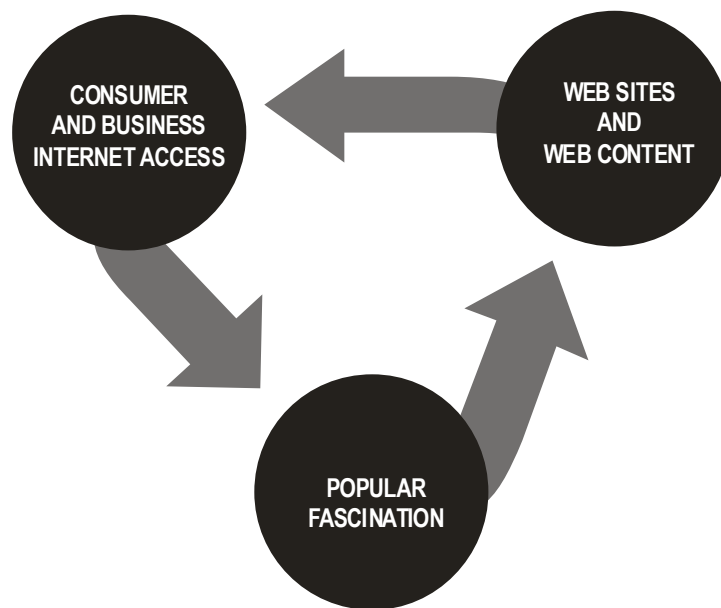 CONSUMER
AND BUSINESS
INTERNET ACCESS
WEB SITES
AND
WEB CONTENT
POPULAR
FASCINATION